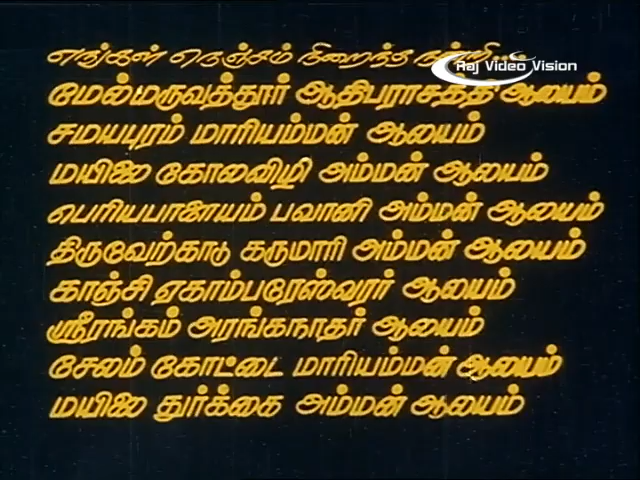 எங்கள் நெஞ்சம் நிறைந்த நன்றி
Raj Video Vision
மேல்மருவத்தூர் ஆதிபராசக்தி ஆலயம்
சமயபுரம் மாரியம்மன் ஆலயம்
மயிலை கோலவிழி அம்மன் ஆலயம்
பெரியபாளையம் பவானி அம்மன் ஆலயம்
திருவேற்காடு கருமாரி அம்மன் ஆலயம்
காஞ்சி ஏகாம்பரேஸ்வரர் ஆலயம்
ஸ்ரீரங்கம் அரங்கநாதர் ஆலயம்
சேலம் கோட்டை மாரியம்மன் ஆலயம்
மயிலை துர்க்கை அம்மன் ஆலயம்